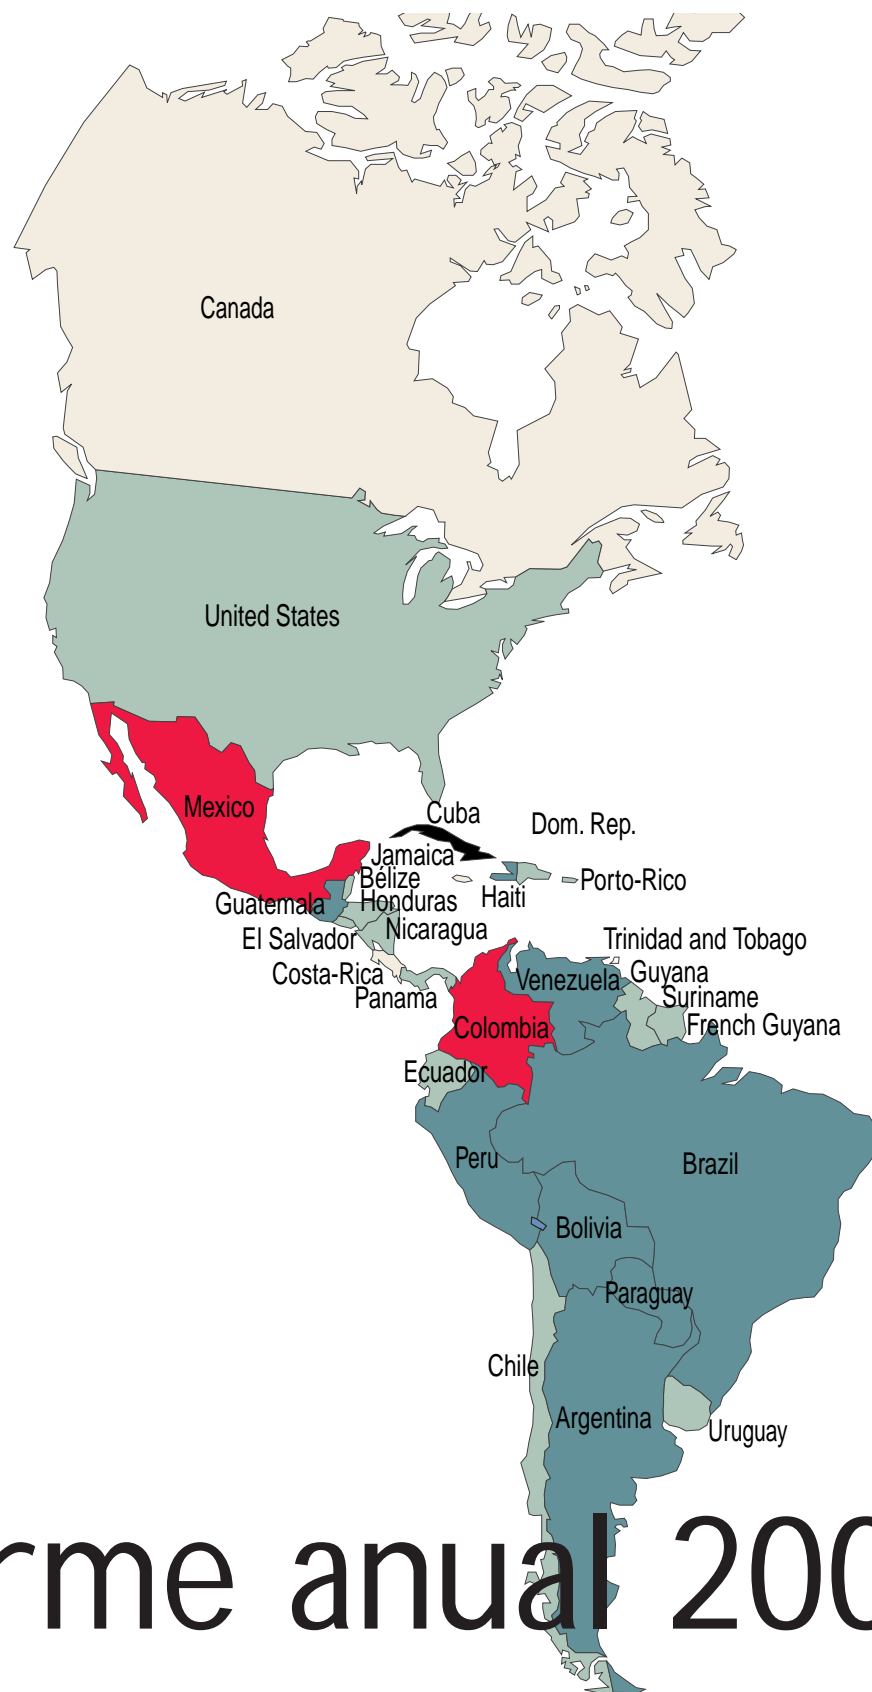 Canada
United States
Mexico
Cuba
Dom. Rep.
Jamaica
Bélize
Porto-Rico
Haiti
Honduras
Guatemala
Nicaragua
El Salvador
Trinidad and Tobago
Costa-Rica
Guyana
Venezuela
Panama
Suriname
French Guyana
Colombia
Ecuador
Peru
Brazil
Bolivia
Paraguay
Chile
Argentina
Uruguay
rme anual 200